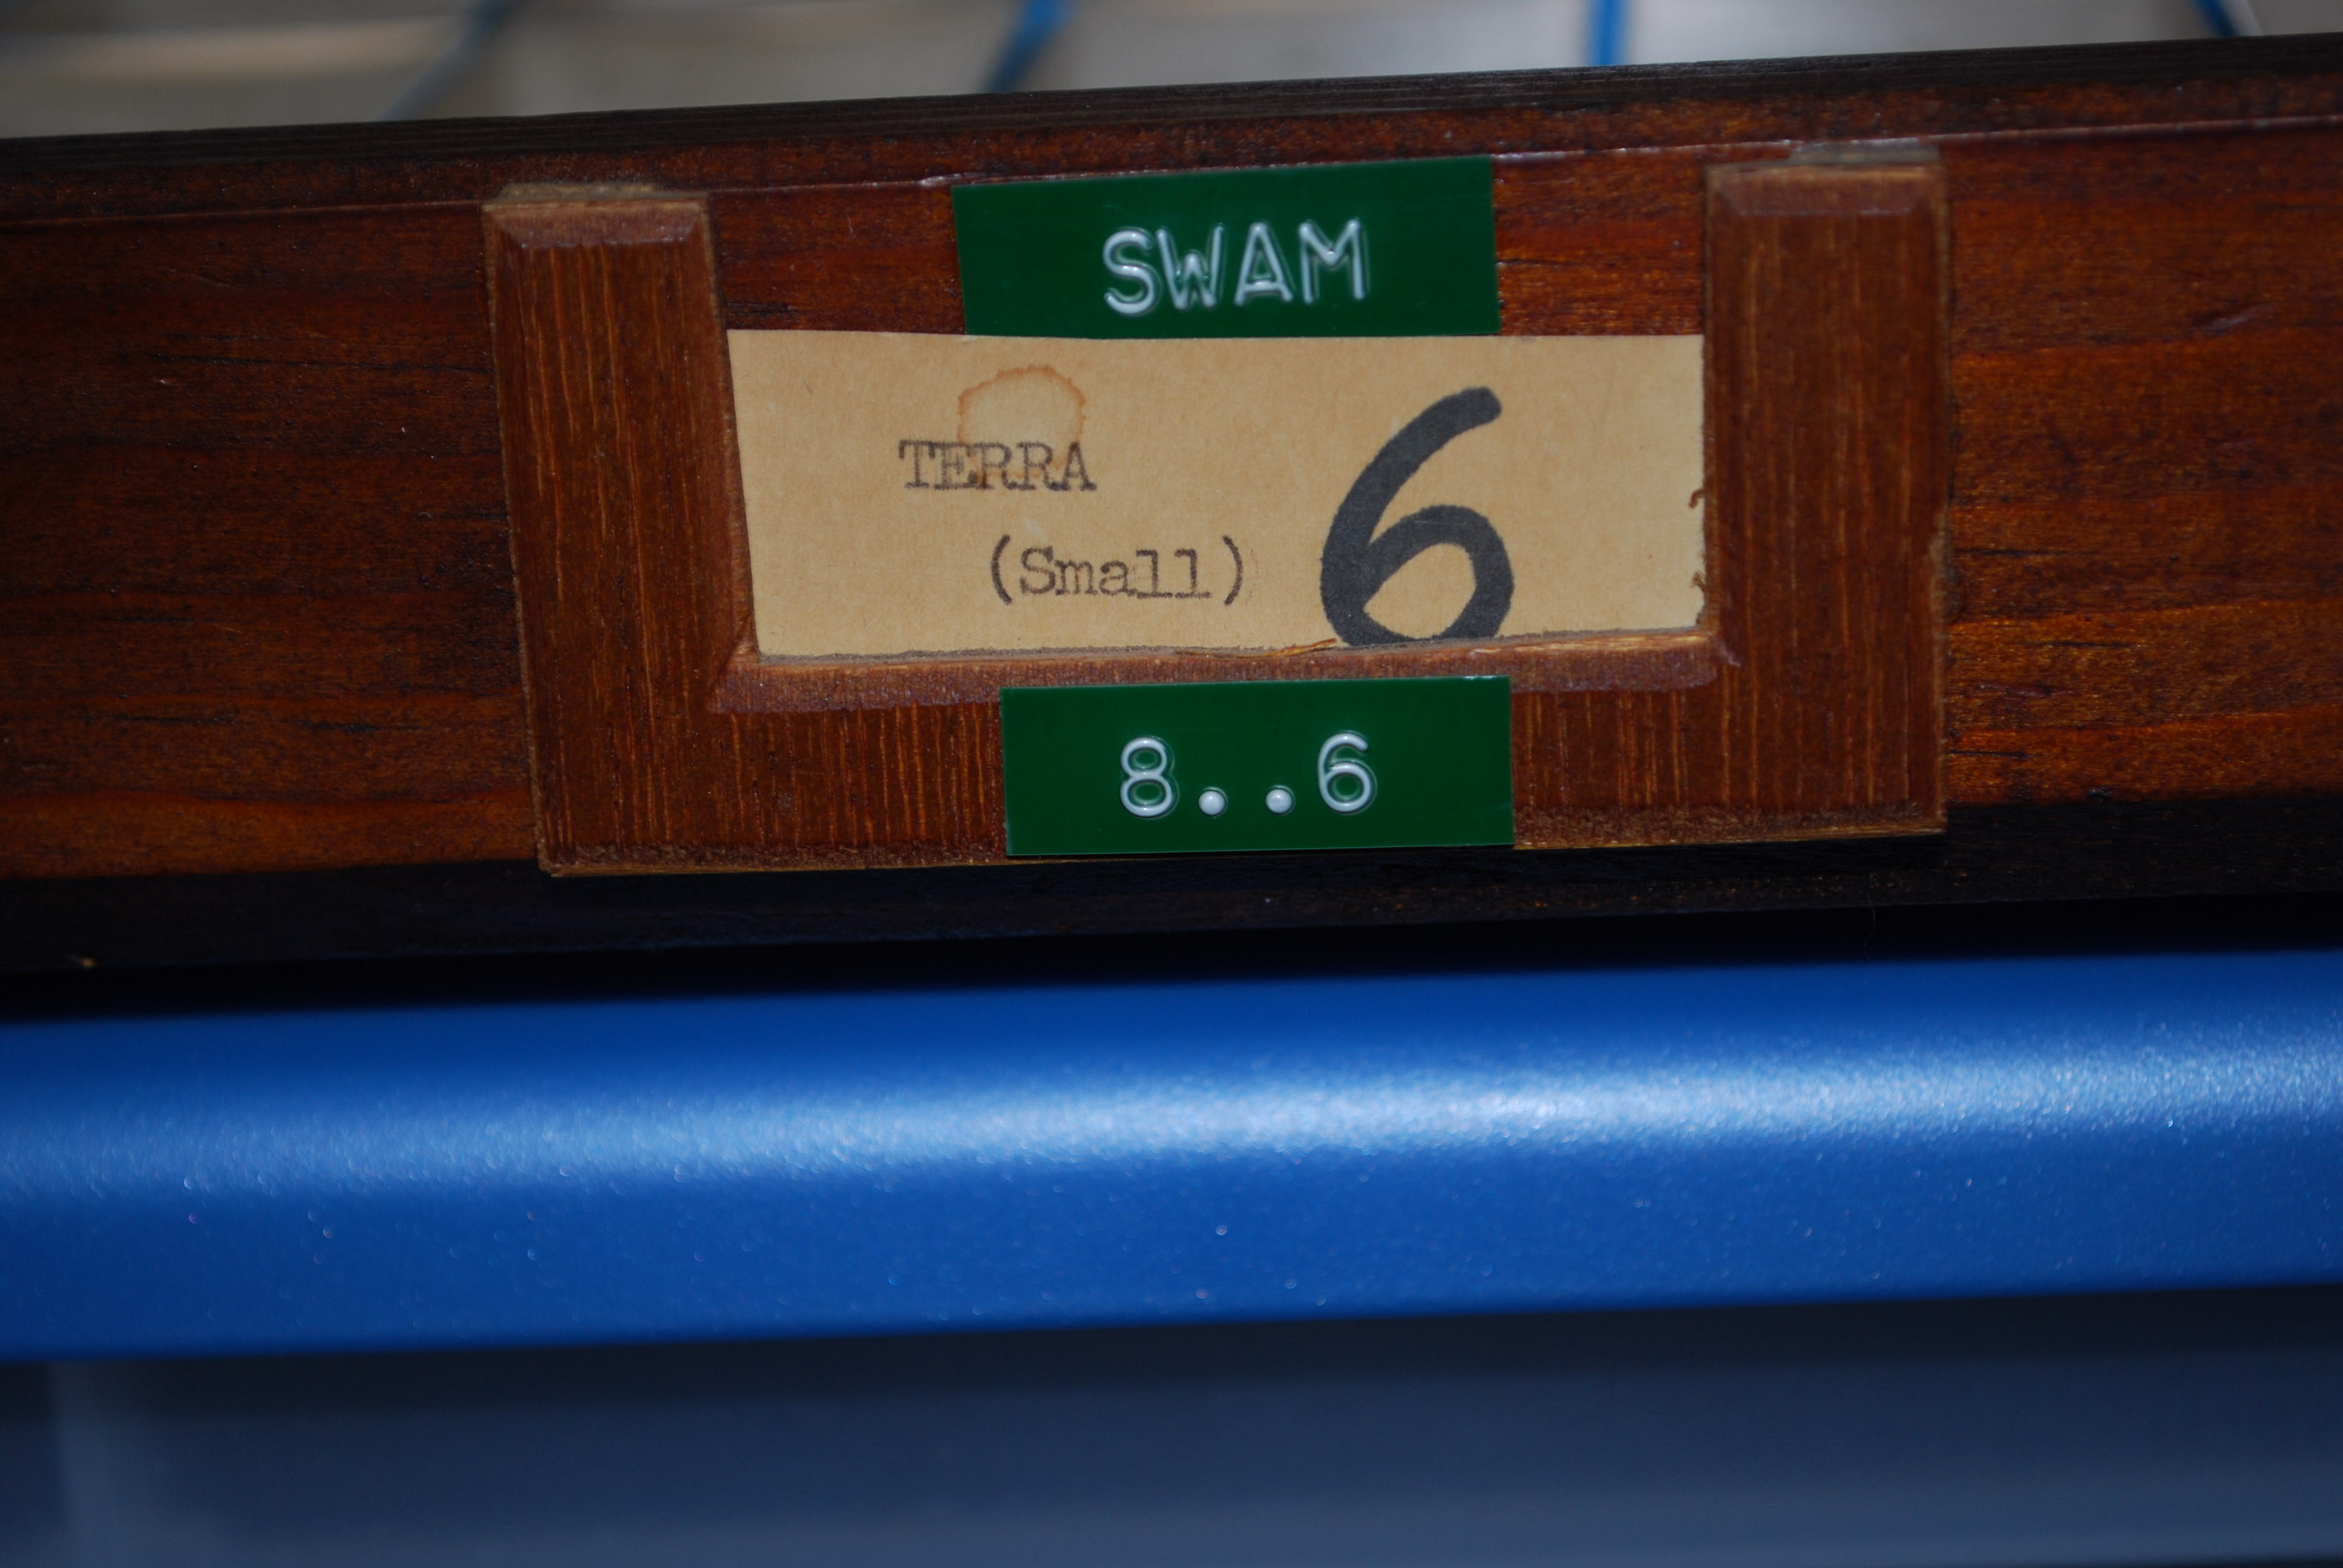 SWAM
TERRA
(Small)
6
8..6